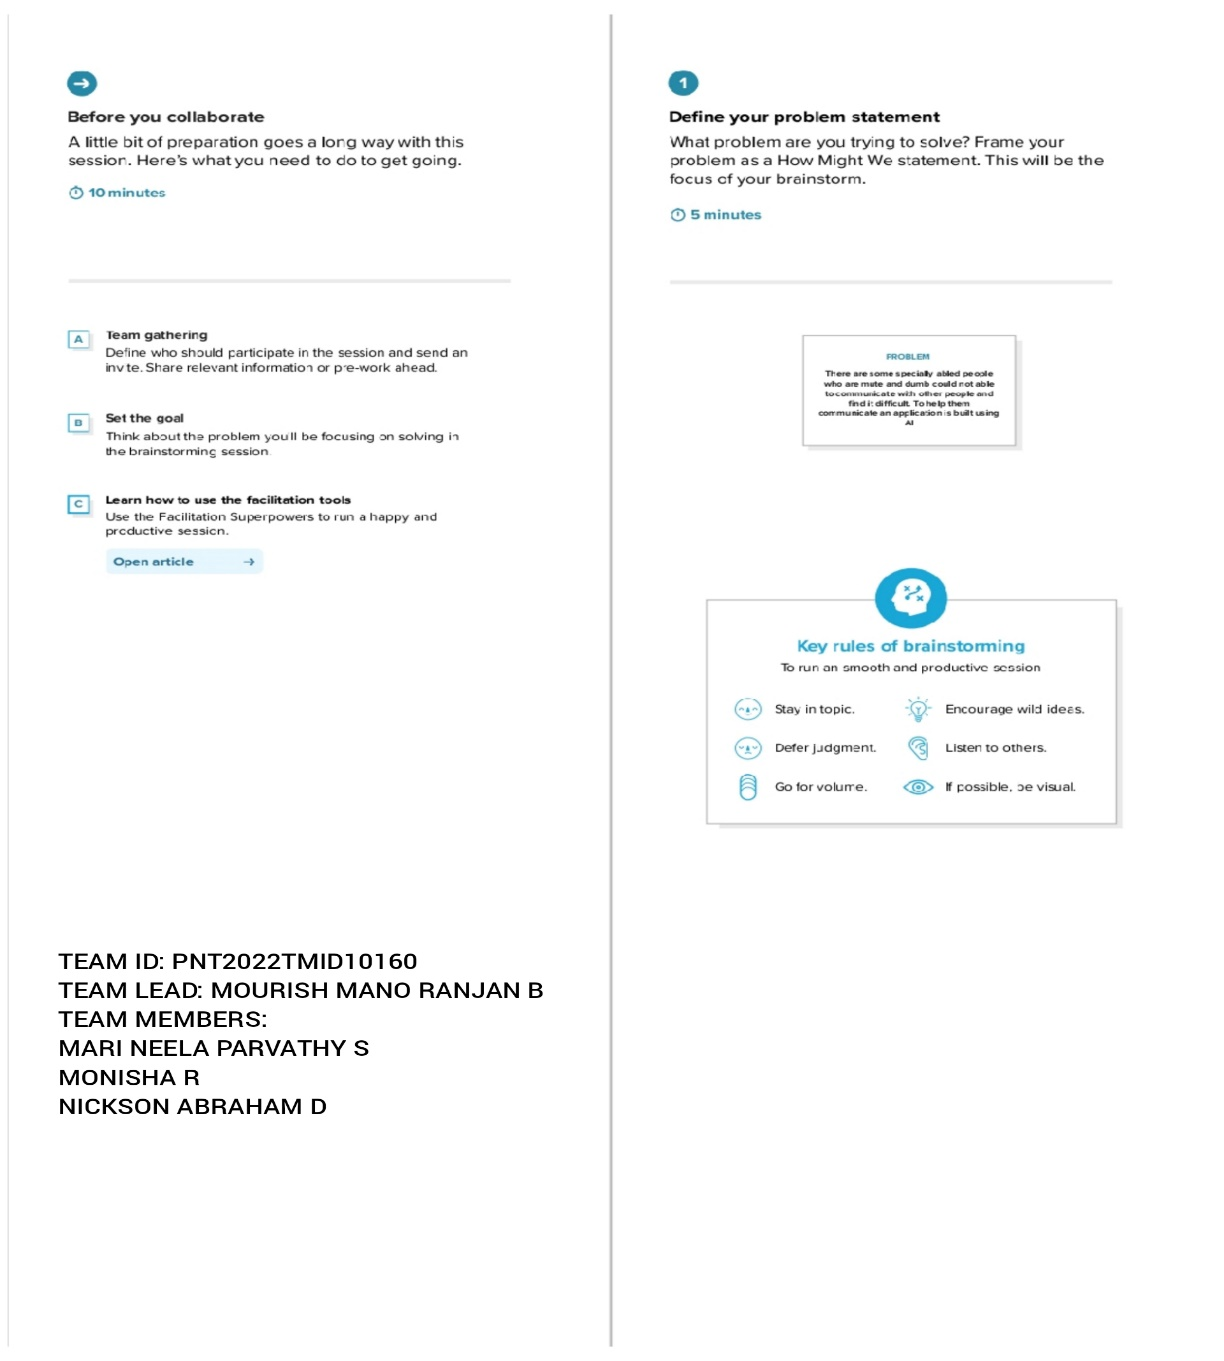 Before you collaborate
A little bit of preparation goes a long way with this
session. Here's what you need to do to get going.
10 minutes
A
Team gathering
Define who should participate in the session and send an
invite. Share relevant information or pre-work ahead.
B
Set the goal
Think about the problem you'll be focusing on solving in
the brainstorming session.
C
Learn how to use the facilitation tools
Use the Facilitation Superpowers to run a happy and
productive session.
Open article →
TEAM ID: PNT2022TMID10160
TEAM LEAD: MOURISH MANO RANJAN B
TEAM MEMBERS:
MARI NEELA PARVATHY S
MONISHA R
NICKSON ABRAHAM D
1
Define your problem statement
What problem are you trying to solve? Frame your
problem as a How Might We statement. This will be the
focus of your brainstorm.
5 minutes
PROBLEM
There are some specially abled people
who are mute and dumb could not able
to communicate with other people and
find it difficult. To help them
communicate an application is built using
AI
Key rules of brainstorming
To run an smooth and productive session
Stay in topic.
Encourage wild ideas.
Defer judgment.
Listen to others.
Go for volume.
If possible, be visual.